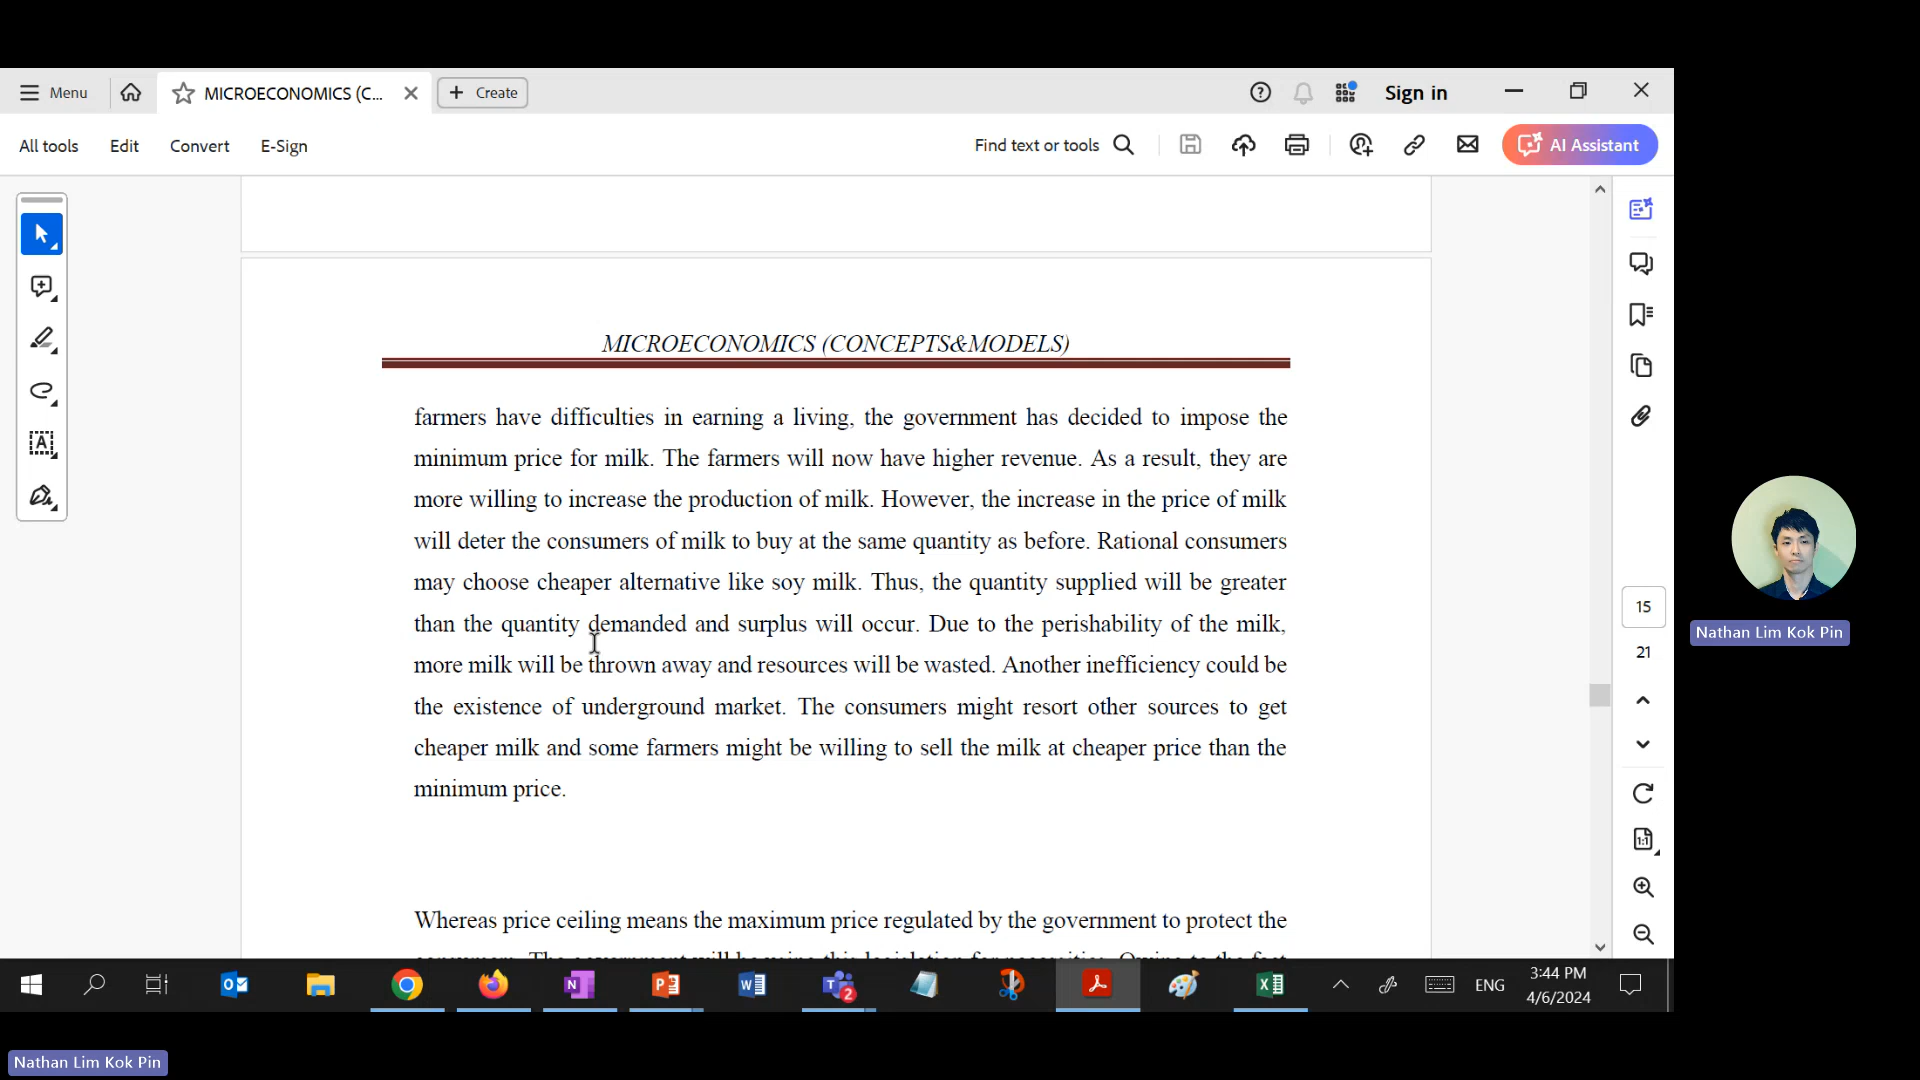 Menu
MICROECONOMICS (C...
Create
Sign in
All tools
Edit
Convert
E-Sign
Find text or tools
AI Assistant
MICROECONOMICS (CONCEPTS&MODELS)
farmers have difficulties in earning a living, the government has decided to impose the
minimum price for milk. The farmers will now have higher revenue. As a result, they are
more willing to increase the production of milk. However, the increase in the price of milk
will deter the consumers of milk to buy at the same quantity as before. Rational consumers
may choose cheaper alternative like soy milk. Thus, the quantity supplied will be greater
than the quantity demanded and surplus will occur. Due to the perishability of the milk,
more milk will be thrown away and resources will be wasted. Another inefficiency could be
the existence of underground market. The consumers might resort other sources to get
cheaper milk and some farmers might be willing to sell the milk at cheaper price than the
minimum price.
Whereas price ceiling means the maximum price regulated by the government to protect the
15
21
Nathan Lim Kok Pin
2
ENG
3:44 PM
4/6/2024
Nathan Lim Kok Pin